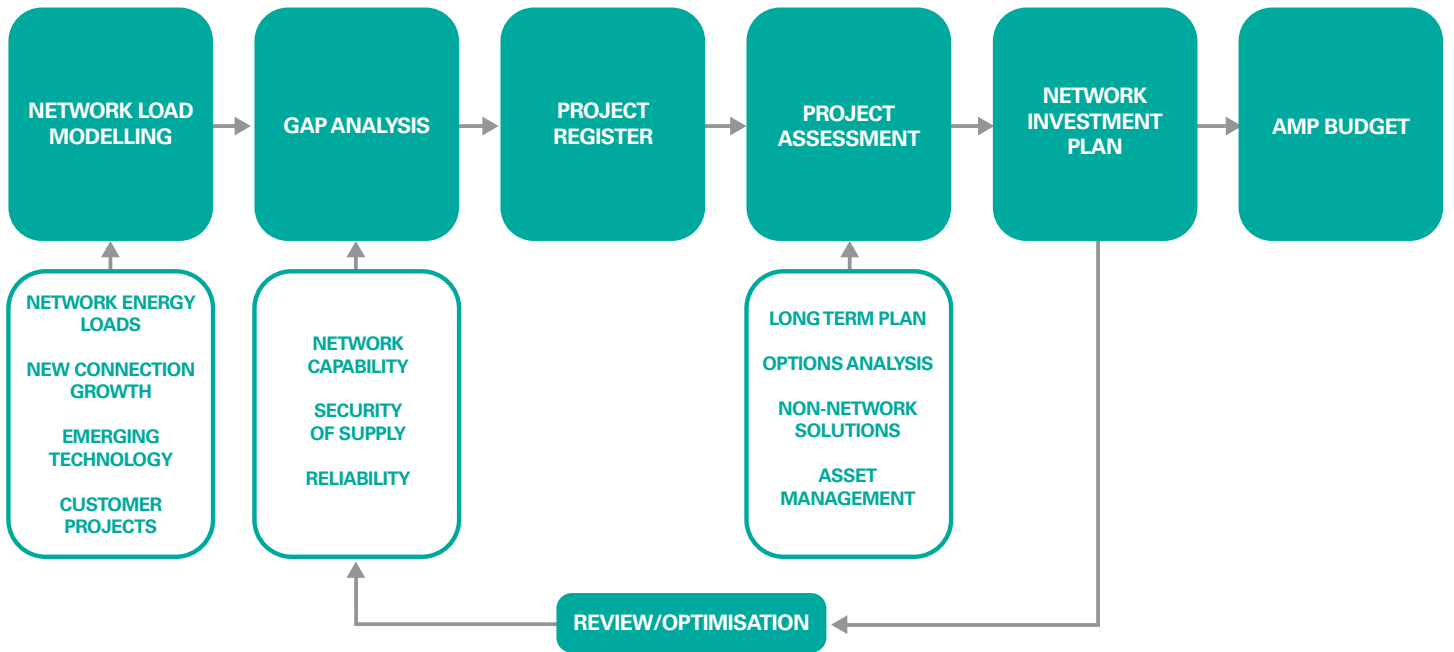 NETWORK LOAD
MODELLING
GAP ANALYSIS
PROJECT
REGISTER
PROJECT
ASSESSMENT
NETWORK
INVESTMENT
PLAN
AMP BUDGET
NETWORK ENERGY
LOADS
NEW CONNECTION
GROWTH
EMERGING
TECHNOLOGY
CUSTOMER
PROJECTS
NETWORK
CAPABILITY
SECURITY
OF SUPPLY
RELIABILITY
LONG TERM PLAN
OPTIONS ANALYSIS
NON-NETWORK
SOLUTIONS
ASSET
MANAGEMENT
REVIEW/OPTIMISATION